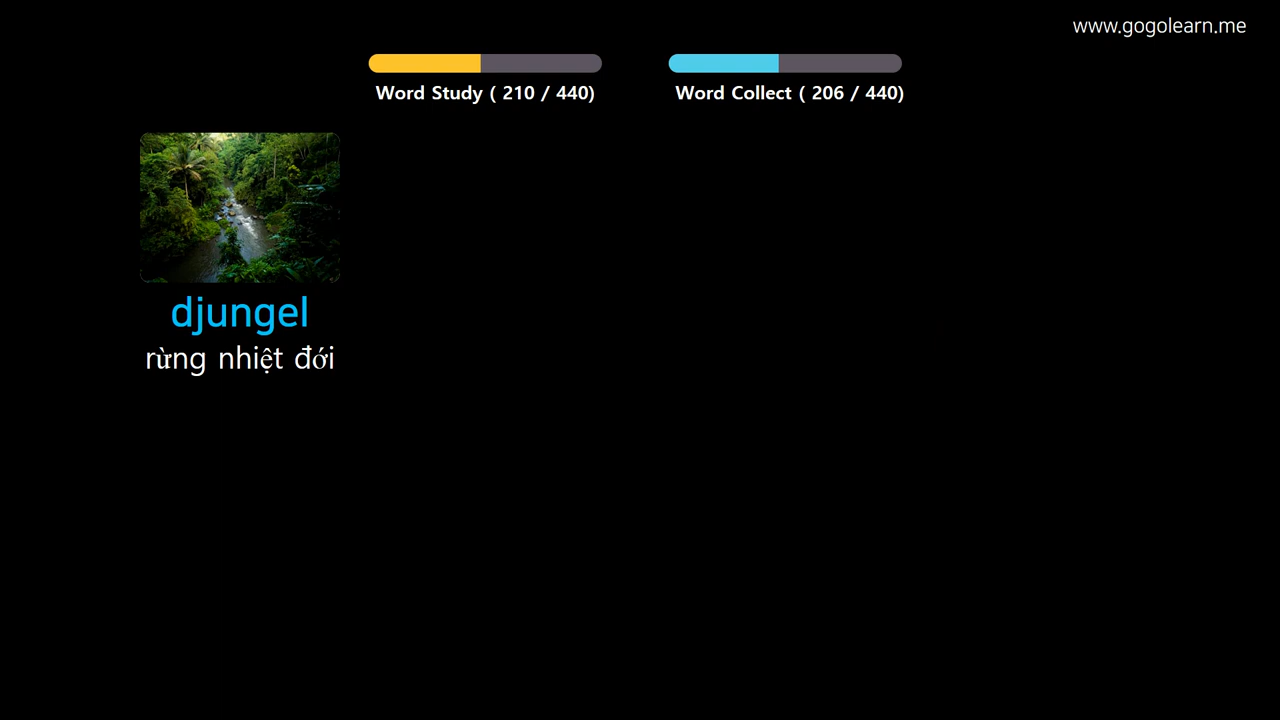 www.gogolearn.me
Word Study ( 210 / 440)
Word Collect ( 206 / 440)
djungel
rừng nhiệt đới